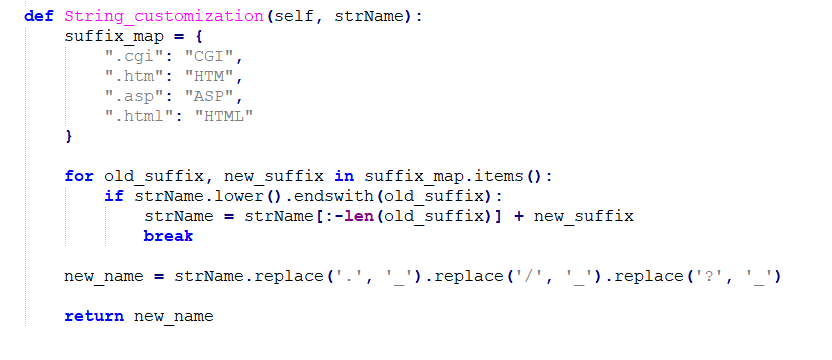 def String_customization(self, strName):
    suffix_map = {
        ".cgi": "CGI",
        ".htm": "HTM",
        ".asp": "ASP",
        ".html": "HTML"
    }
    for old_suffix, new_suffix in suffix_map.items():
        if strName.lower().endswith(old_suffix):
            strName = strName[:-len(old_suffix)] + new_suffix
            break
    new_name = strName.replace('.', '_').replace('/', '_').replace('?', '_')
    return new_name